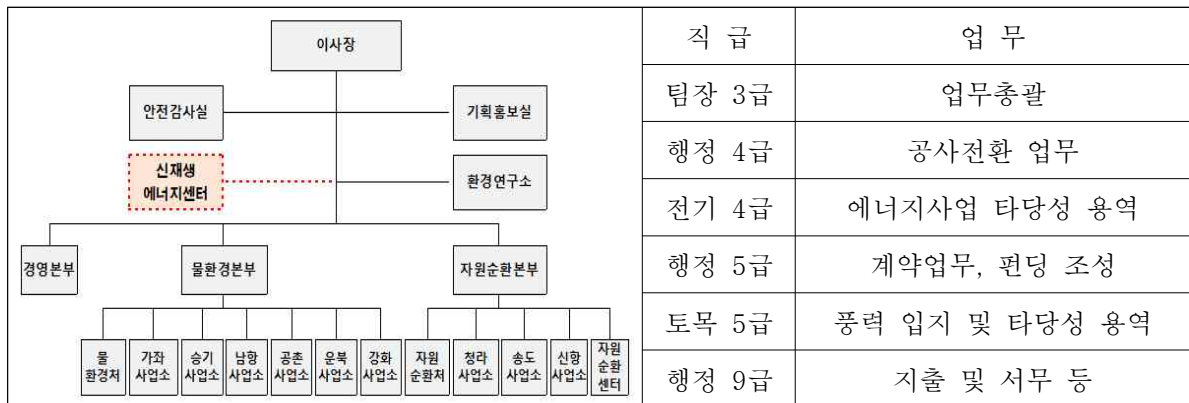 이사장
안전감사실
기획홍보실
신재생
에너지센터
환경연구소
경영본부
물환경본부
자원순환본부
물
환경처
가좌
사업소
승기
사업소
남항
사업소
공촌
사업소
운북
사업소
강화
사업소
자원
순환처
청라
사업소
송도
사업소
신항
사업소
자원
순환
센터
직 급 업 무
팀장 3급 업무총괄
행정 4급 공사전환 업무
전기 4급 에너지사업 타당성 용역
행정 5급 계약업무, 펀딩 조성
토목 5급 풍력 입지 및 타당성 용역
행정 9급 지출 및 서무 등